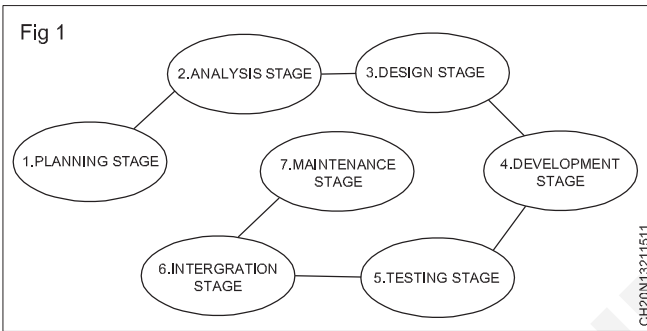 Fig 1
1.PLANNING STAGE
2.ANALYSIS STAGE
3.DESIGN STAGE
4.DEVELOPMENT
STAGE
5.TESTING STAGE
6.INTERGRATION
STAGE
7.MAINTENANCE
STAGE
CH20N13211511